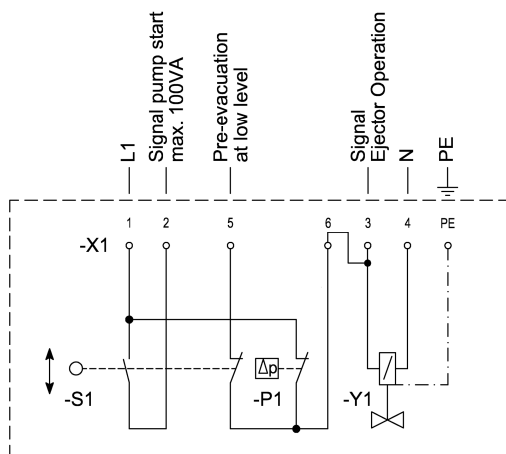 L1
Signal pump start
max. 100VA
Pre-evacuation
at low level
Signal
Ejector Operation
N
PE
1 2 5 6 3 4 PE
-X1
Δp
-S1 -P1 -Y1